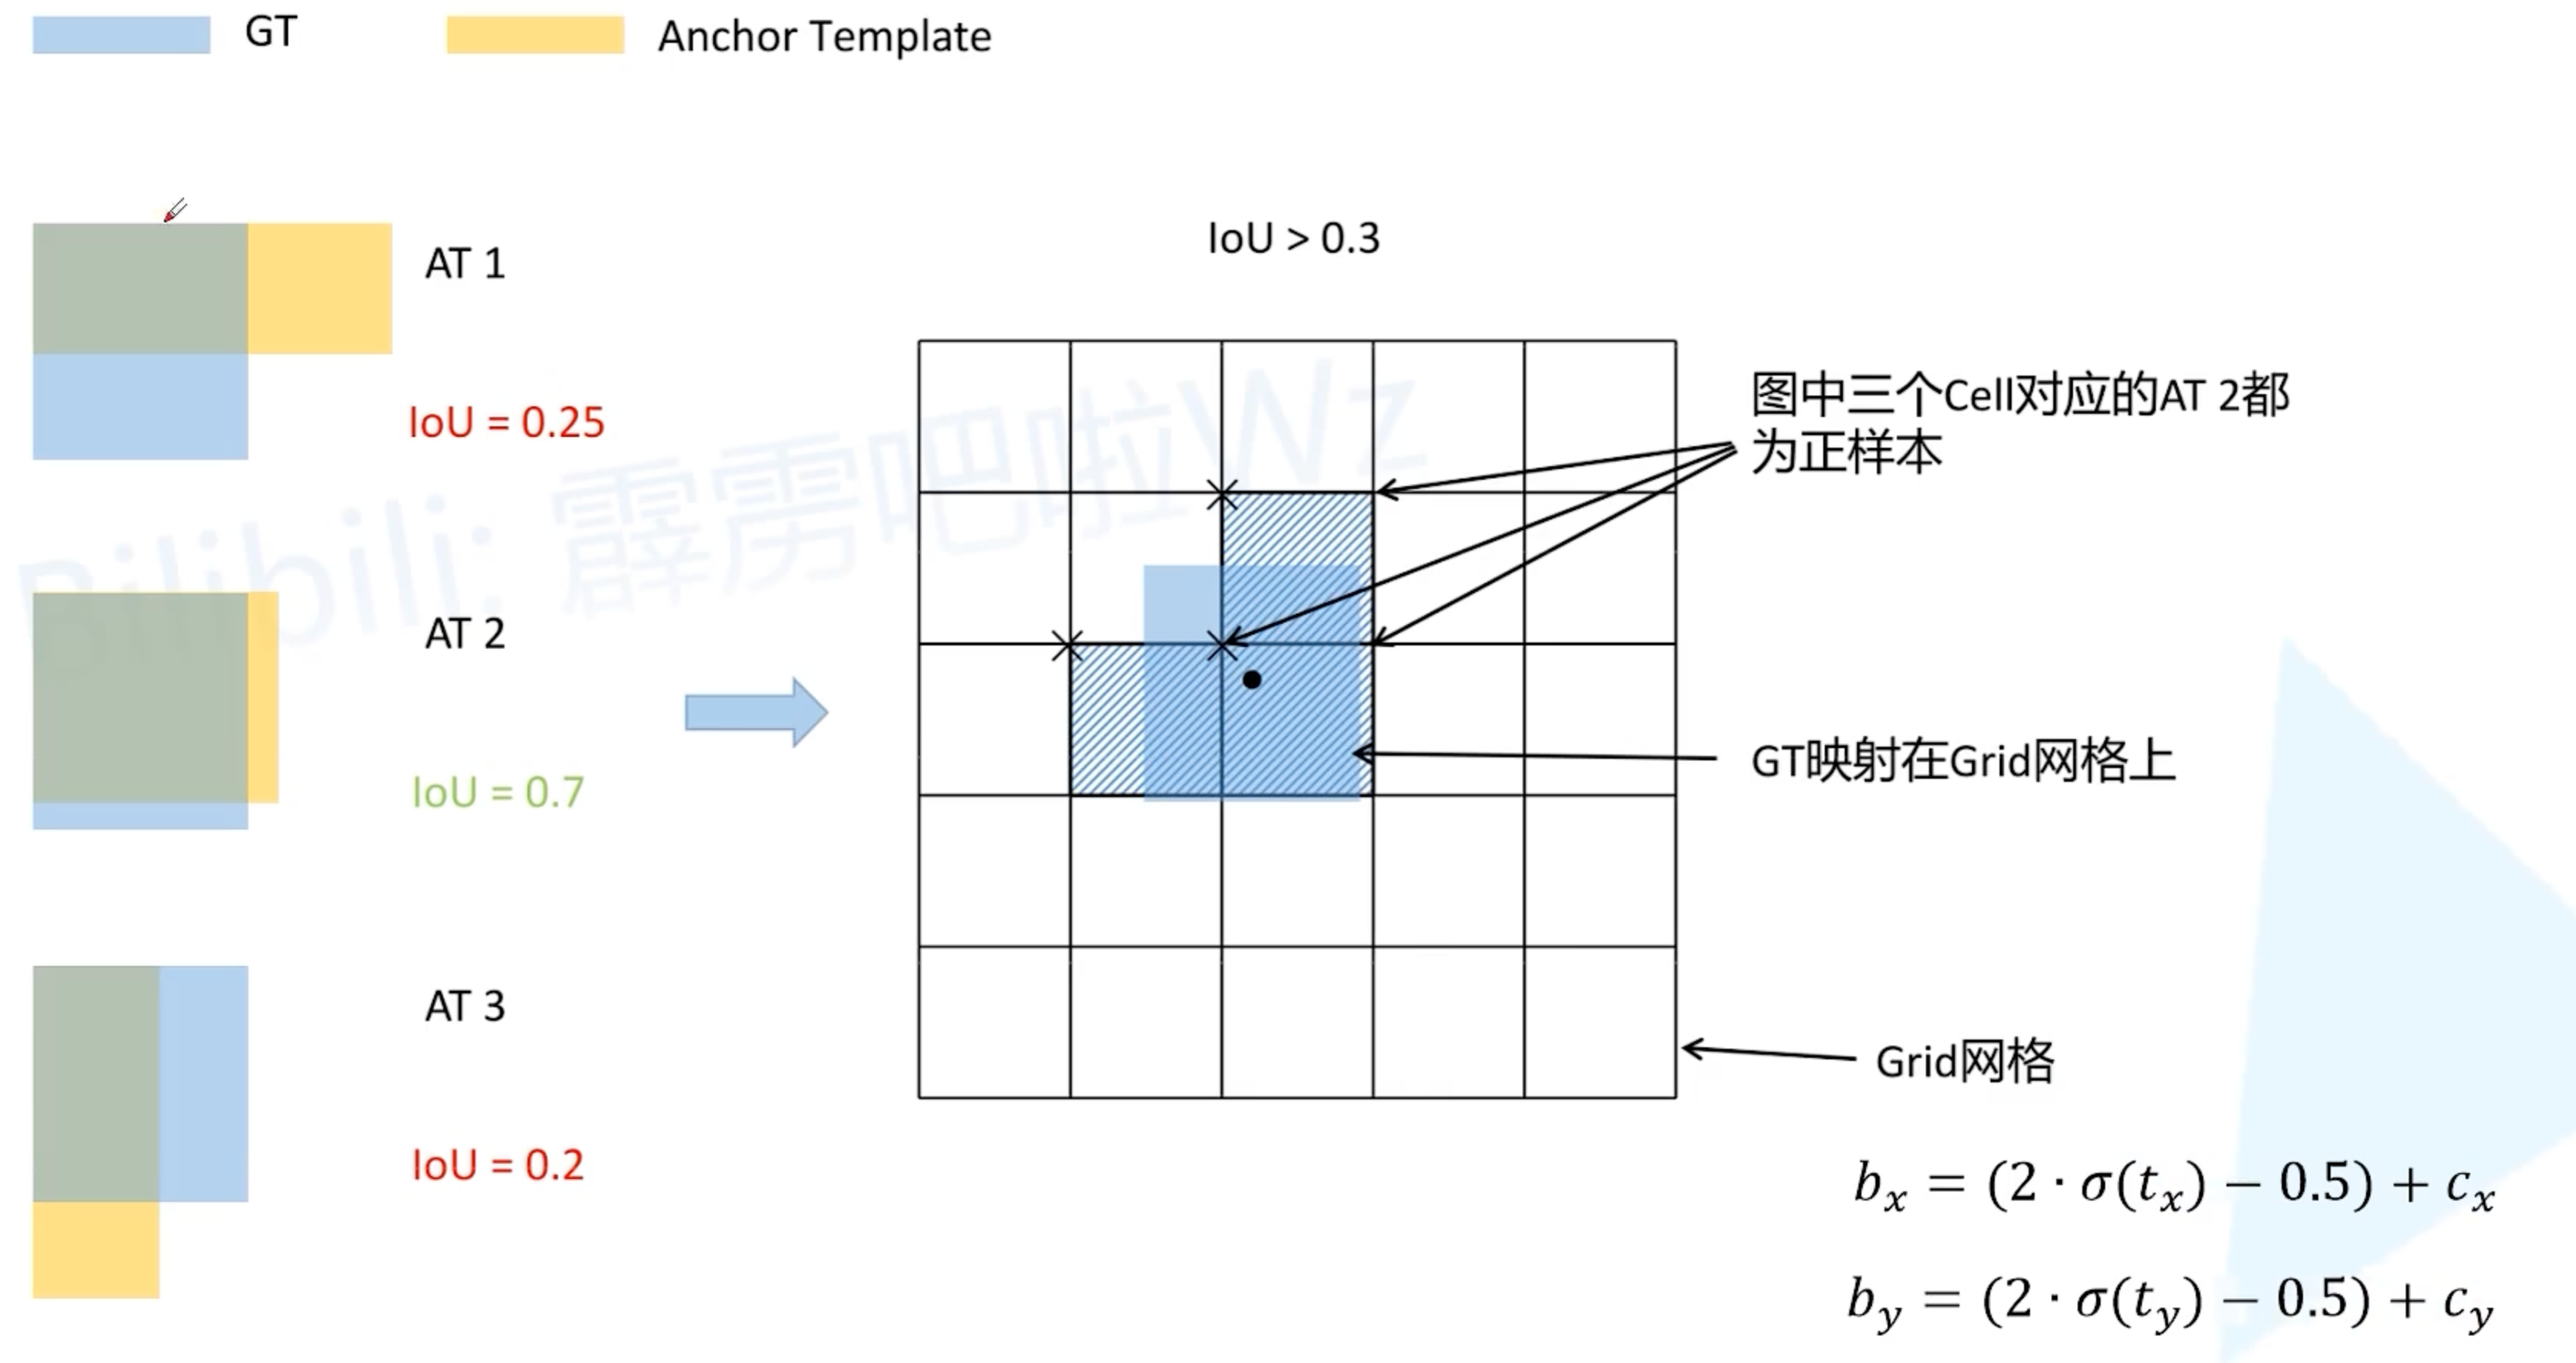 GT
Anchor Template
AT 1
IoU = 0.25
AT 2
IoU = 0.7
AT 3
IoU = 0.2
IoU > 0.3
图中三个Cell对应的AT 2都
为正样本
GT映射在Grid网格上
Grid网格
b_x = (2 · σ(t_x) − 0.5) + c_x
b_y = (2 · σ(t_y) − 0.5) + c_y
Bilibili: 霹雳吧啦Wz